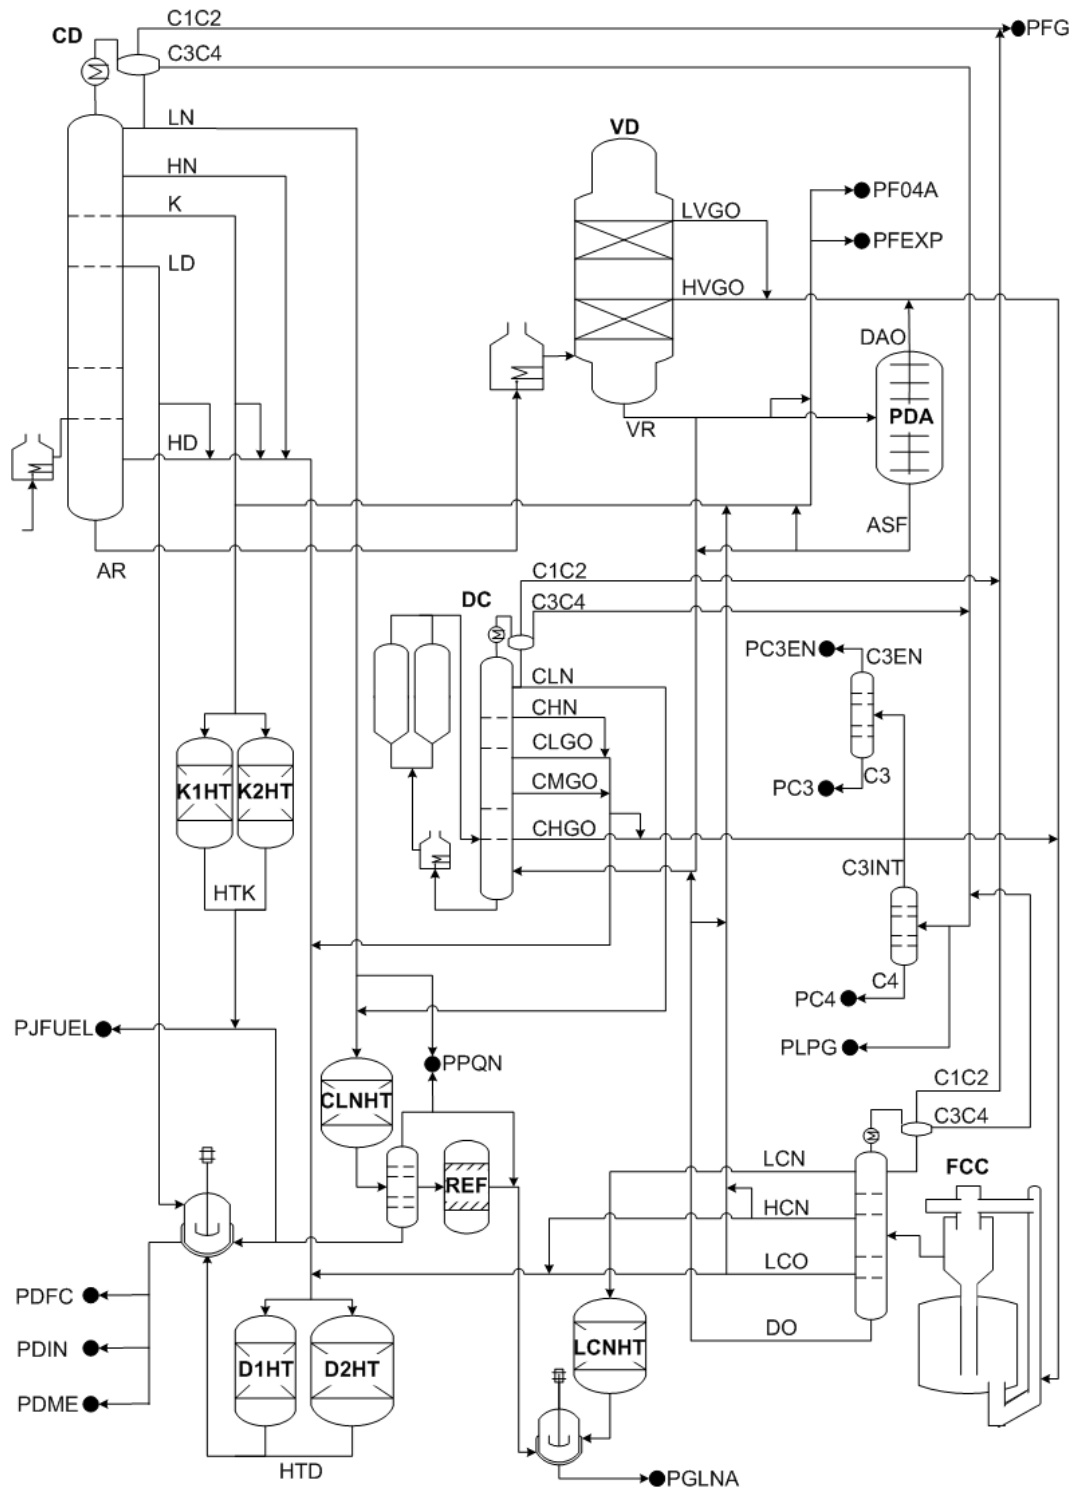 C1C2
PFG
CD
C3C4
LN
VD
HN
PF04A
K
LVGO
PFEXP
LD
HVGO
DAO
PDA
VR
HD
ASF
AR
C1C2
DC
C3C4
PC3EN
C3EN
CLN
CHN
CLGO
C3
CMGO
PC3
K1HT
K2HT
CHGO
C3INT
HTK
C4
PC4
PJFUEL
PLPG
PPQN
C1C2
CLNHT
C3C4
LCN
FCC
REF
HCN
LCO
PDFC
DO
PDIN
LCNHT
D1HT
D2HT
PDME
HTD
PGLNA